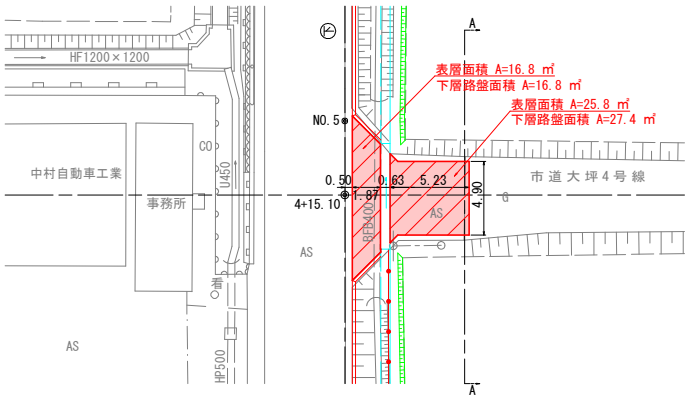 A
HF1200×1200
表層面積 A=16.8 ㎡
下層路盤面積 A=16.8 ㎡
表層面積 A=25.8 ㎡
下層路盤面積 A=27.4 ㎡
NO.5
CO
中村自動車工業
U450
0.50
0.63
5.23
市道大坪4号線
1.87
4.90
事務所
4+15.10
G
BFD400
AS
AS
看
AS
HP500
A